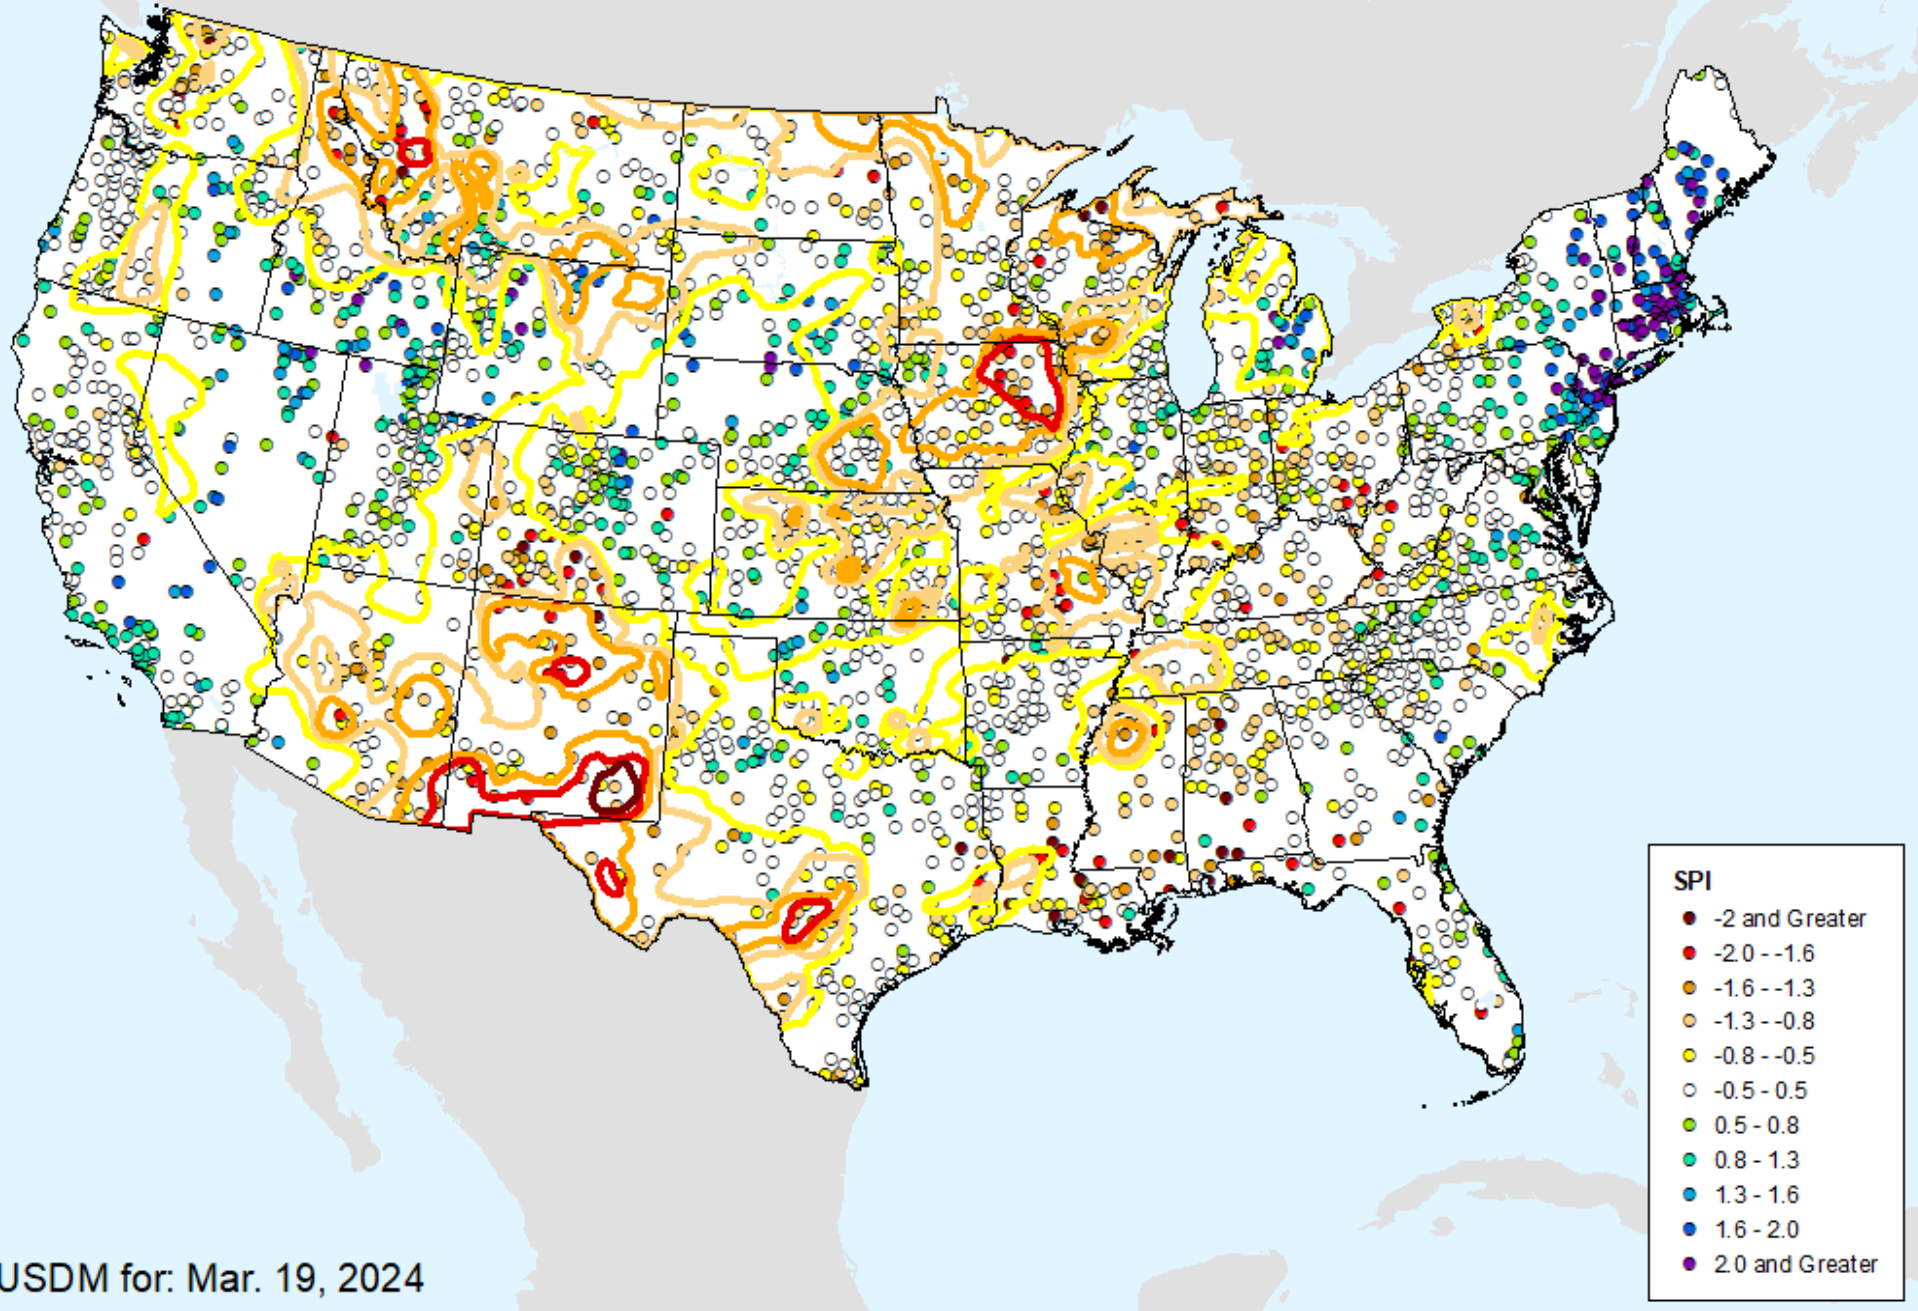 SPI
-2 and Greater
-2.0 - -1.6
-1.6 - -1.3
-1.3 - -0.8
-0.8 - -0.5
-0.5 - 0.5
0.5 - 0.8
0.8 - 1.3
1.3 - 1.6
1.6 - 2.0
2.0 and Greater
USDM for: Mar. 19, 2024